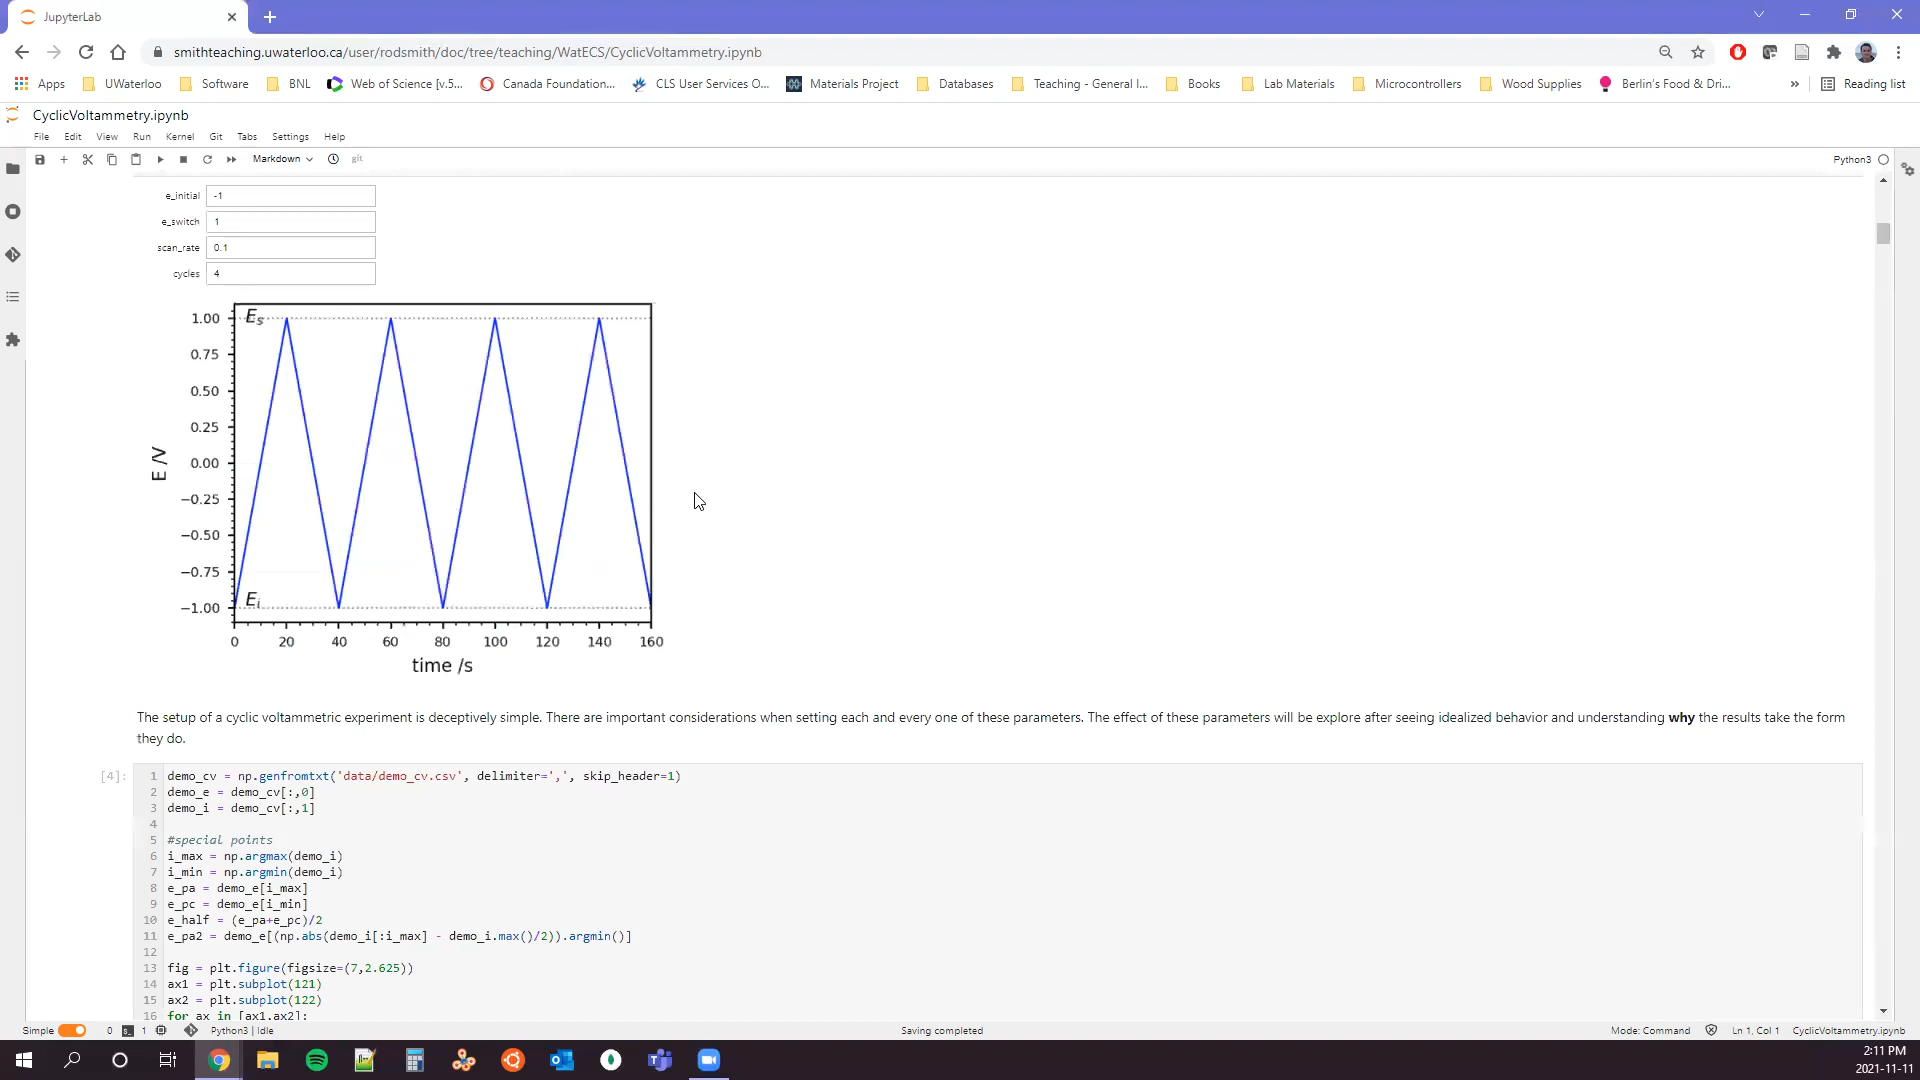 JupyterLab
smithteaching.uwaterloo.ca/user/rodsmith/doc/tree/teaching/WatECS/CyclicVoltammetry.ipynb
Apps UWaterloo Software BNL Web of Science [v.5... Canada Foundation... CLS User Services O... Materials Project Databases Teaching - General I... Books Lab Materials Microcontrollers Wood Supplies Berlin's Food & Dri... » Reading list
CyclicVoltammetry.ipynb
File Edit View Run Kernel Git Tabs Settings Help
Markdown git Python3
e_initial -1
e_switch 1
scan_rate 0.1
cycles 4
1.00 Es
0.75
0.50
0.25
0.00
E /V
−0.25
−0.50
−0.75
−1.00 Ei
0 20 40 60 80 100 120 140 160
time /s
The setup of a cyclic voltammetric experiment is deceptively simple. There are important considerations when setting each and every one of these parameters. The effect of these parameters will be explore after seeing idealized behavior and understanding why the results take the form
they do.
[4]: 1 demo_cv = np.genfromtxt('data/demo_cv.csv', delimiter=',', skip_header=1)
2 demo_e = demo_cv[:,0]
3 demo_i = demo_cv[:,1]
4
5 #special points
6 i_max = np.argmax(demo_i)
7 i_min = np.argmin(demo_i)
8 e_pa = demo_e[i_max]
9 e_pc = demo_e[i_min]
10 e_half = (e_pa+e_pc)/2
11 e_pa2 = demo_e[(np.abs(demo_i[:i_max] - demo_i.max()/2)).argmin()]
12
13 fig = plt.figure(figsize=(7,2.625))
14 ax1 = plt.subplot(121)
15 ax2 = plt.subplot(122)
16 for ax in [ax1,ax2]:
Simple 0 1 Python3 | Idle Saving completed Mode: Command Ln 1, Col 1 CyclicVoltammetry.ipynb
2:11 PM
2021-11-11